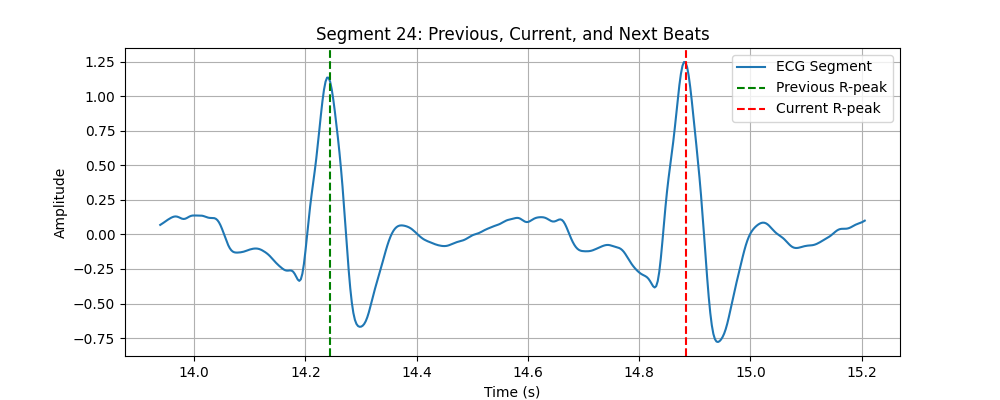 Segment 24: Previous, Current, and Next Beats
1.25
1.00
0.75
0.50
0.25
0.00
−0.25
−0.50
−0.75
Amplitude
14.0 14.2 14.4 14.6 14.8 15.0 15.2
Time (s)
ECG Segment
Previous R-peak
Current R-peak